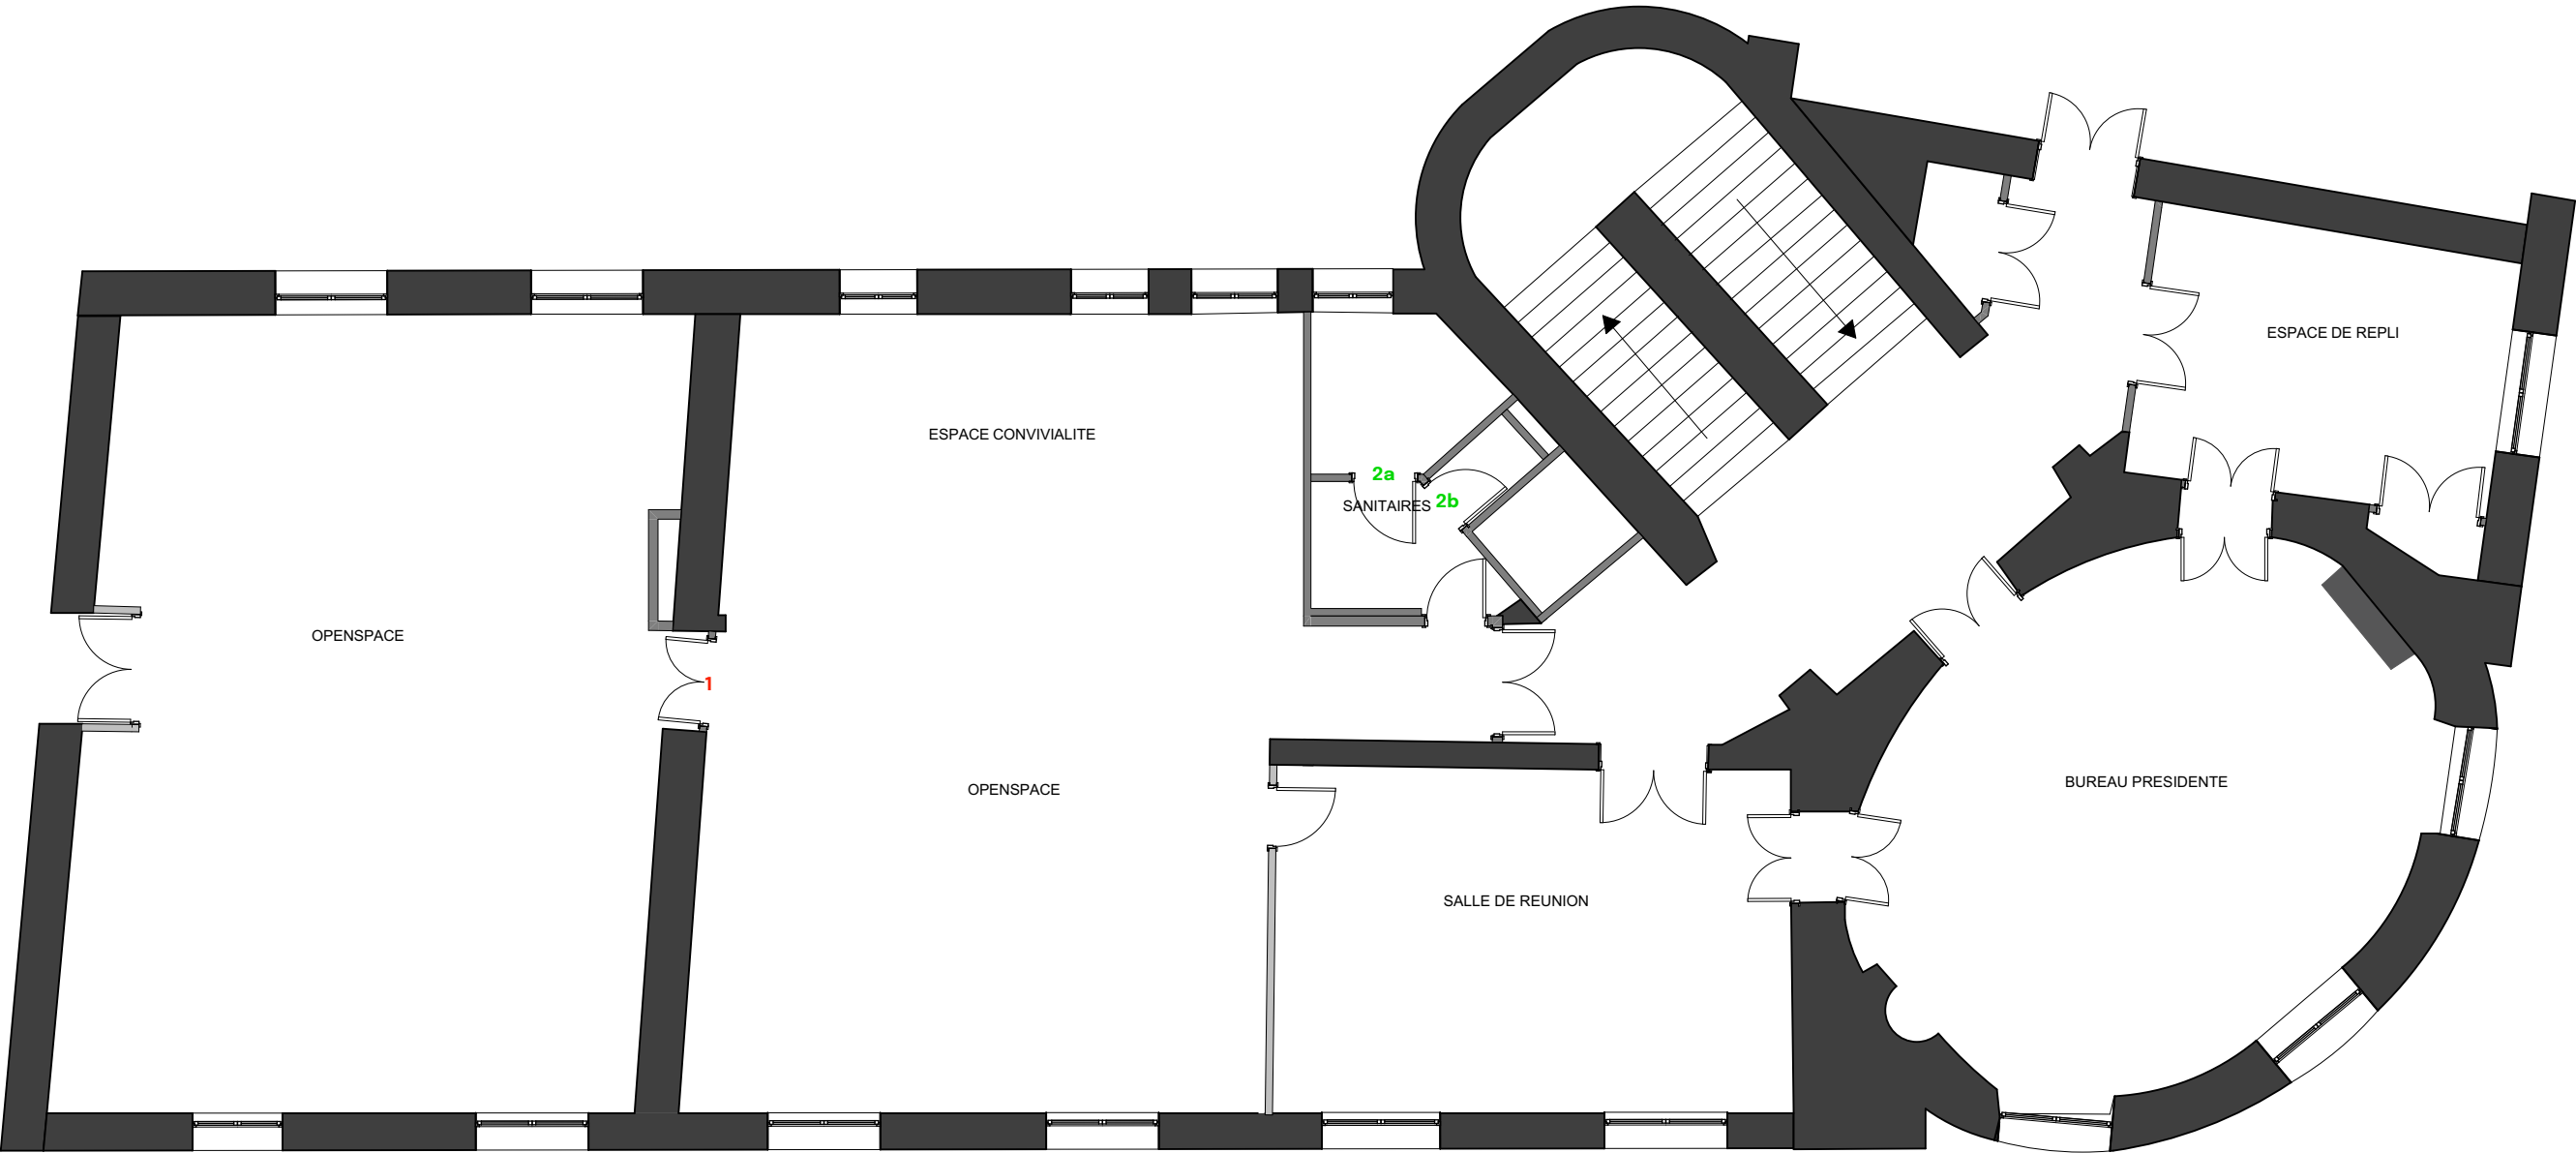 ESPACE DE REPLI
ESPACE CONVIVIALITE
2a
SANITAIRES 2b
OPENSPACE
1
BUREAU PRESIDENTE
OPENSPACE
SALLE DE REUNION